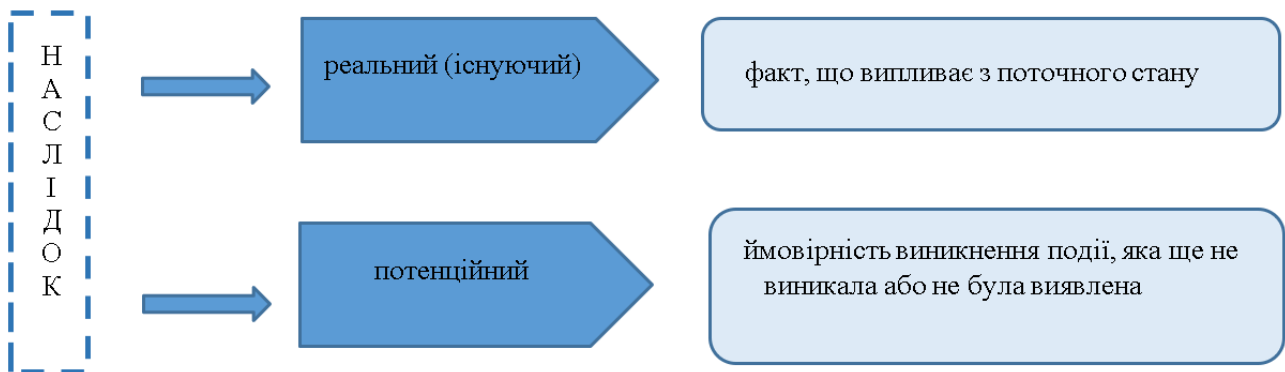 НАСЛІДОК
реальний (існуючий)
факт, що випливає з поточного стану
потенційний
ймовірність виникнення події, яка ще не
виникала або не була виявлена